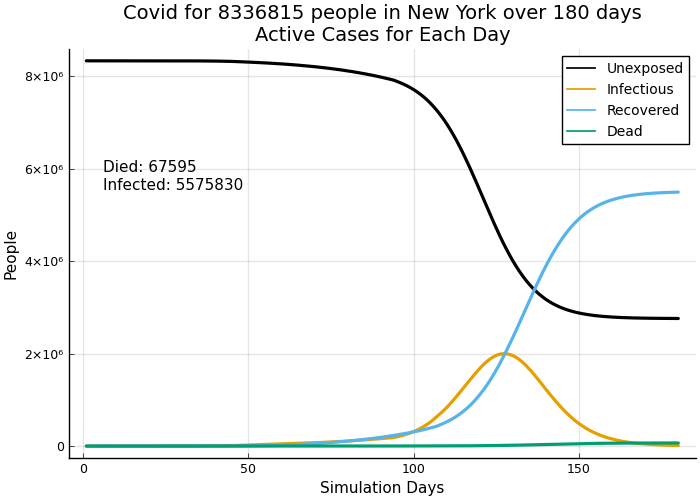 Covid for 8336815 people in New York over 180 days
Active Cases for Each Day
Unexposed
Infectious
Recovered
Dead
Died: 67595
Infected: 5575830
People
8×10⁶
6×10⁶
4×10⁶
2×10⁶
0
0 50 100 150
Simulation Days